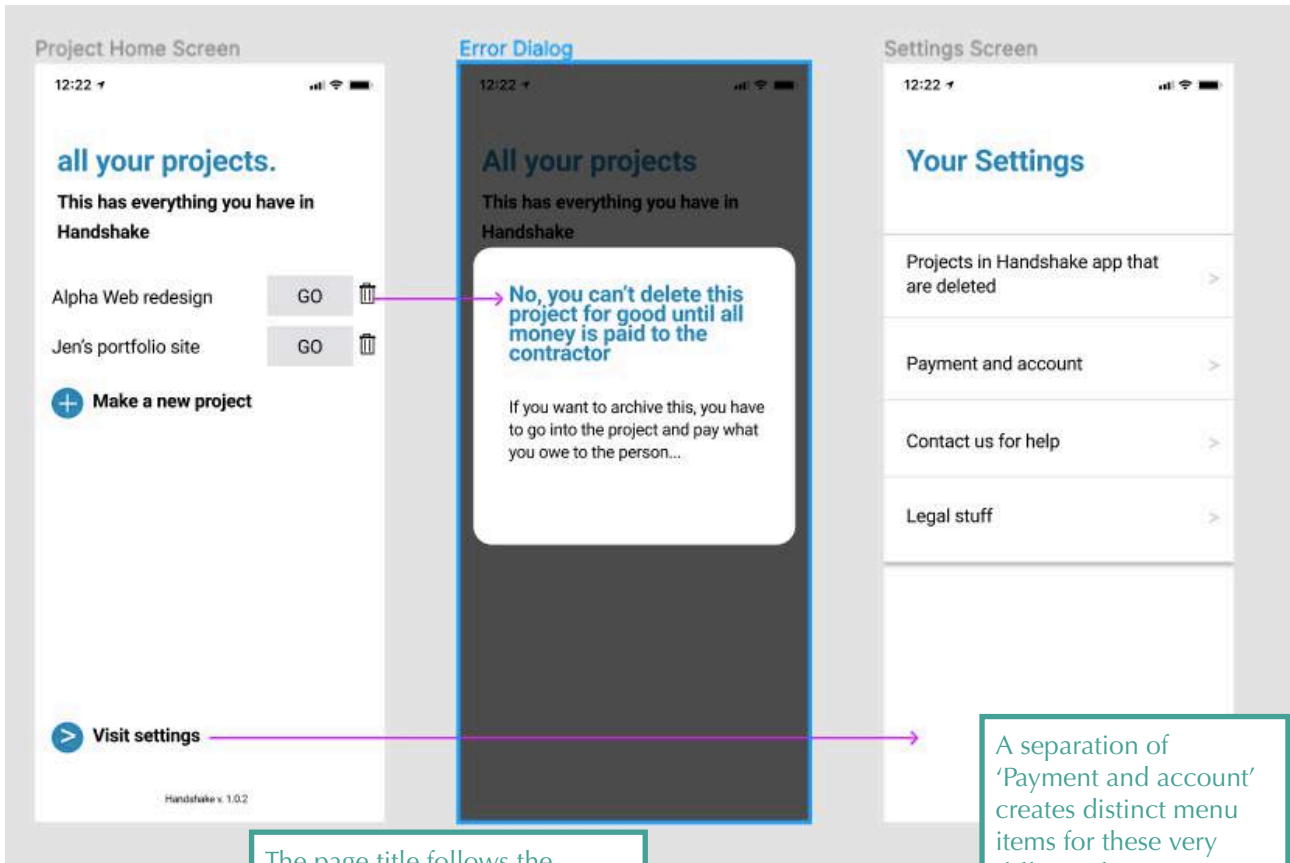 Project Home Screen
12:22
all your projects.
This has everything you have in
Handshake
Alpha Web redesign GO
Jen's portfolio site GO
+ Make a new project
> Visit settings
Handshake v. 1.0.2
Error Dialog
12:22
All your projects
This has everything you have in
Handshake
No, you can't delete this
project for good until all
money is paid to the
contractor
If you want to archive this, you have
to go into the project and pay what
you owe to the person...
Settings Screen
12:22
Your Settings
Projects in Handshake app that
are deleted >
Payment and account >
Contact us for help >
Legal stuff >
The page title follows the
A separation of
‘Payment and account’
creates distinct menu
items for these very